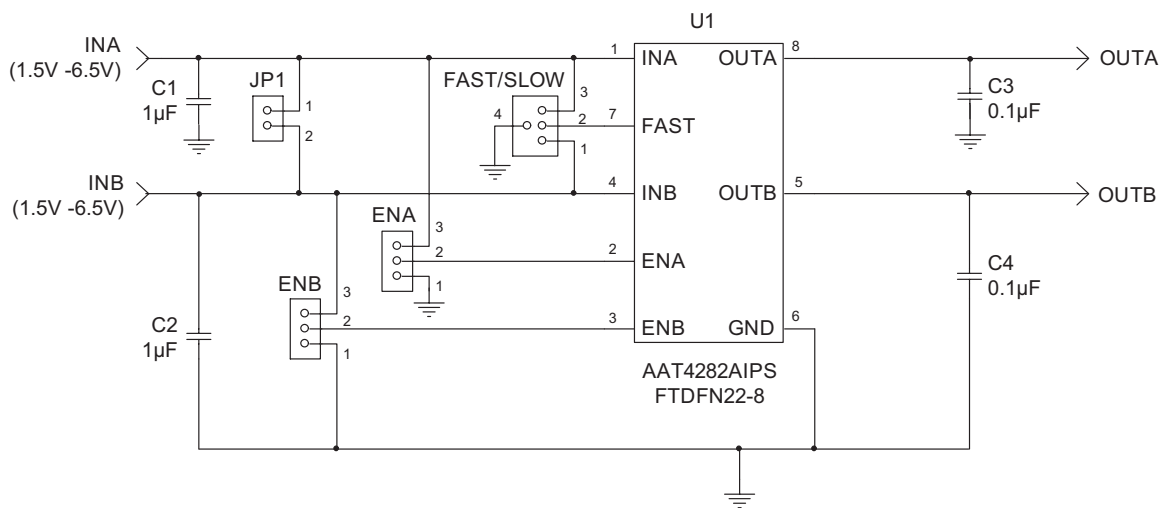 U1
INA
(1.5V -6.5V)
C1
1µF
JP1
1
2
FAST/SLOW
4
3
2
1
1
INA
OUTA
8
OUTA
7
FAST
C3
0.1µF
INB
(1.5V -6.5V)
4
INB
OUTB
5
OUTB
ENA
3
2
1
2
ENA
C4
0.1µF
ENB
3
2
1
3
ENB
GND
6
C2
1µF
AAT4282AIPS
FTDFN22-8